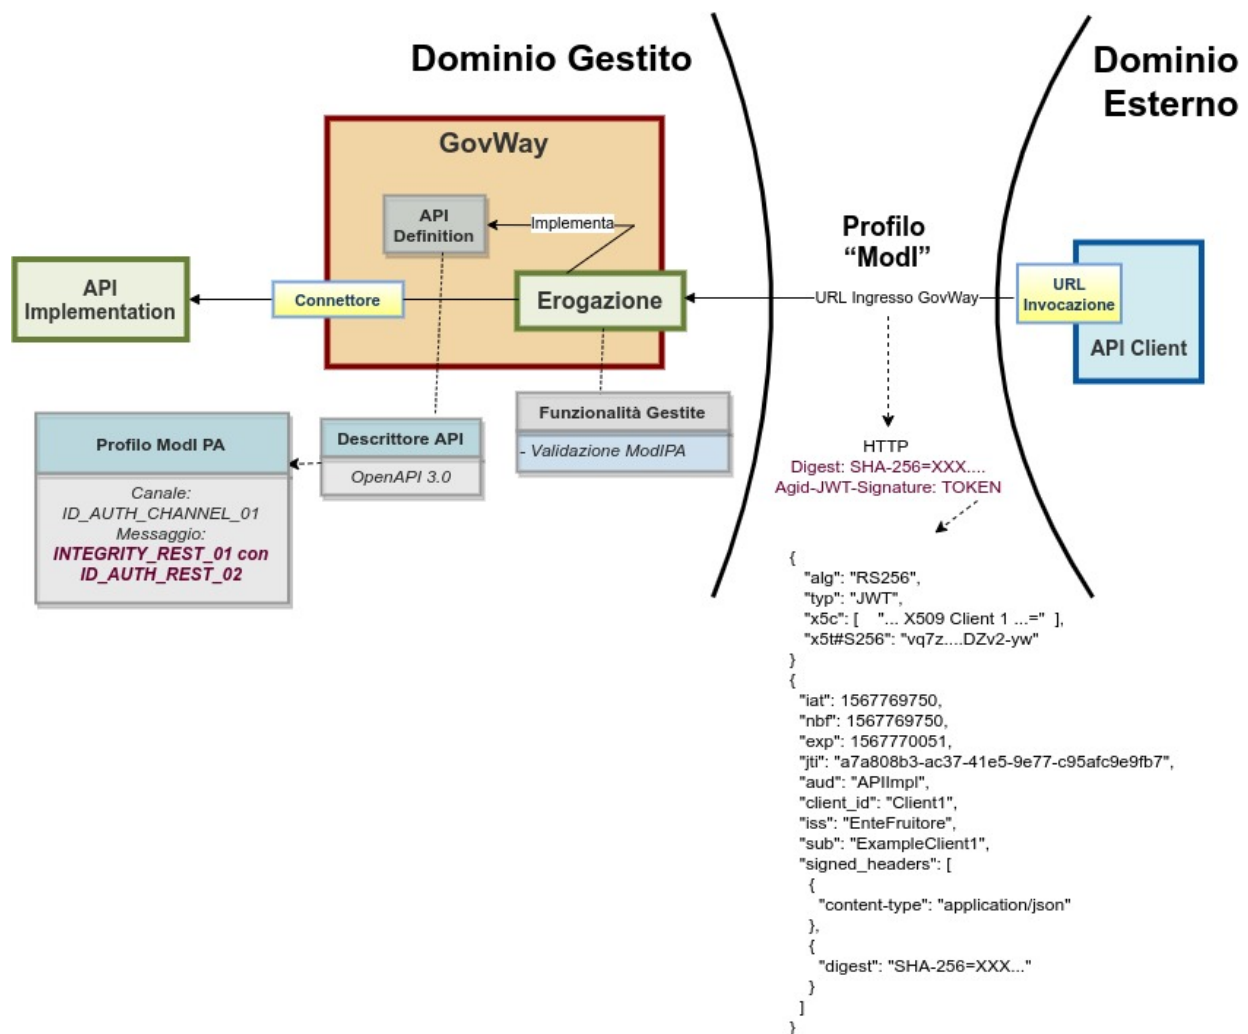 Dominio Gestito
Dominio
Esterno
GovWay
API
Definition
Implementa
Profilo
“ModI”
API
Implementation
Connettore
Erogazione
URL Ingresso GovWay
URL
Invocazione
API Client
Profilo ModI PA
Canale:
ID_AUTH_CHANNEL_01
Messaggio:
INTEGRITY_REST_01 con
ID_AUTH_REST_02
Descrittore API
OpenAPI 3.0
Funzionalità Gestite
- Validazione ModIPA
HTTP
Digest: SHA-256=XXX....
Agid-JWT-Signature: TOKEN
{
"alg": "RS256",
"typ": "JWT",
"x5c": [ "... X509 Client 1 ...=" ],
"x5t#S256": "vq7z....DZv2-yw"
}
{
"iat": 1567769750,
"nbf": 1567769750,
"exp": 1567770051,
"jti": "a7a808b3-ac37-41e5-9e77-c95afc9e9fb7",
"aud": "APIImpl",
"client_id": "Client1",
"iss": "EnteFruitore",
"sub": "ExampleClient1",
"signed_headers": [
{
"content-type": "application/json"
},
{
"digest": "SHA-256=XXX..."
}
]
}